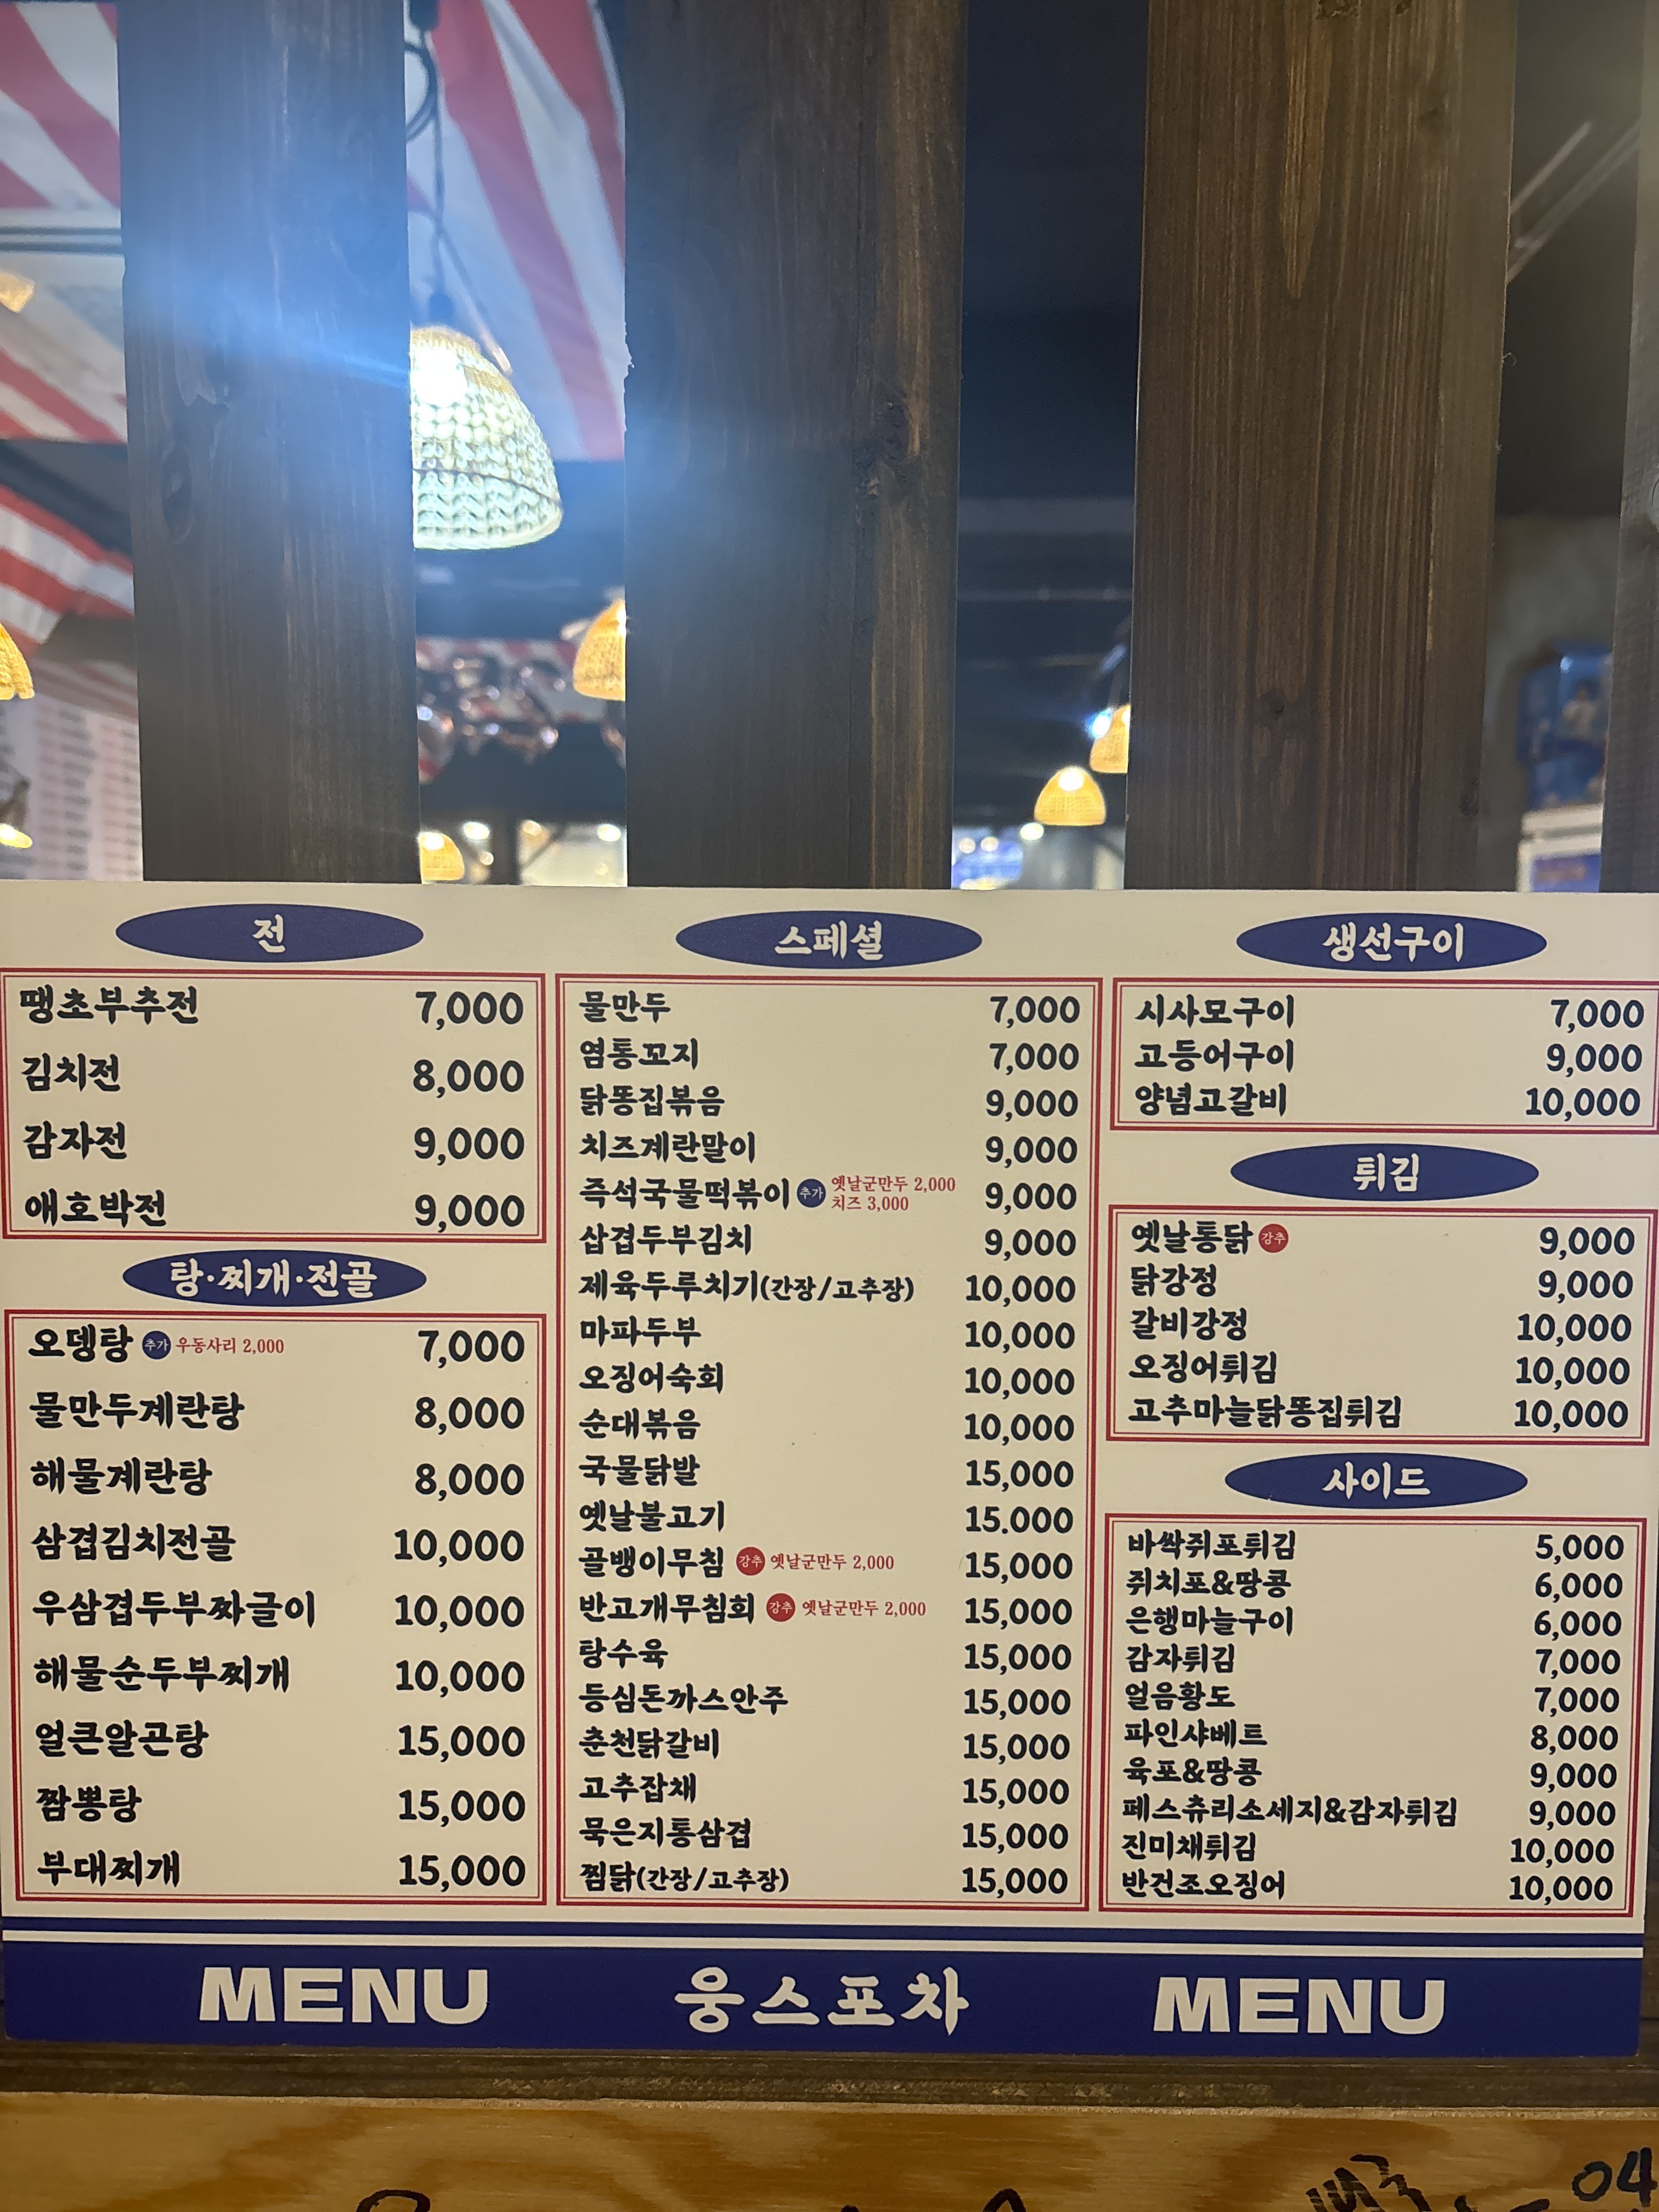 전
땡초부추전 7,000
김치전 8,000
감자전 9,000
애호박전 9,000
탕·찌개·전골
오뎅탕 추가 우동사리 2,000 7,000
물만두계란탕 8,000
해물계란탕 8,000
삼겹김치전골 10,000
우삼겹두부짜글이 10,000
해물순두부찌개 10,000
얼큰알곤탕 15,000
짬뽕탕 15,000
부대찌개 15,000
스페셜
물만두 7,000
염통꼬지 7,000
닭똥집볶음 9,000
치즈계란말이 9,000
즉석국물떡볶이 추가 옛날군만두 2,000 9,000
치즈 3,000
삼겹두부김치 9,000
제육두루치기(간장/고추장) 10,000
마파두부 10,000
오징어숙회 10,000
순대볶음 10,000
국물닭발 15,000
옛날불고기 15.000
골뱅이무침 강추 옛날군만두 2,000 15,000
반고개무침회 강추 옛날군만두 2,000 15,000
탕수육 15,000
등심돈까스안주 15,000
춘천닭갈비 15,000
고추잡채 15,000
묵은지통삼겹 15,000
찜닭(간장/고추장) 15,000
생선구이
시사모구이 7,000
고등어구이 9,000
양념고갈비 10,000
튀김
옛날통닭 강추 9,000
닭강정 9,000
갈비강정 10,000
오징어튀김 10,000
고추마늘닭똥집튀김 10,000
사이드
바싹쥐포튀김 5,000
쥐치포&땅콩 6,000
은행마늘구이 6,000
감자튀김 7,000
얼음황도 7,000
파인샤베트 8,000
육포&땅콩 9,000
페스츄리소세지&감자튀김 9,000
진미채튀김 10,000
반건조오징어 10,000
MENU 웅스포차 MENU
04